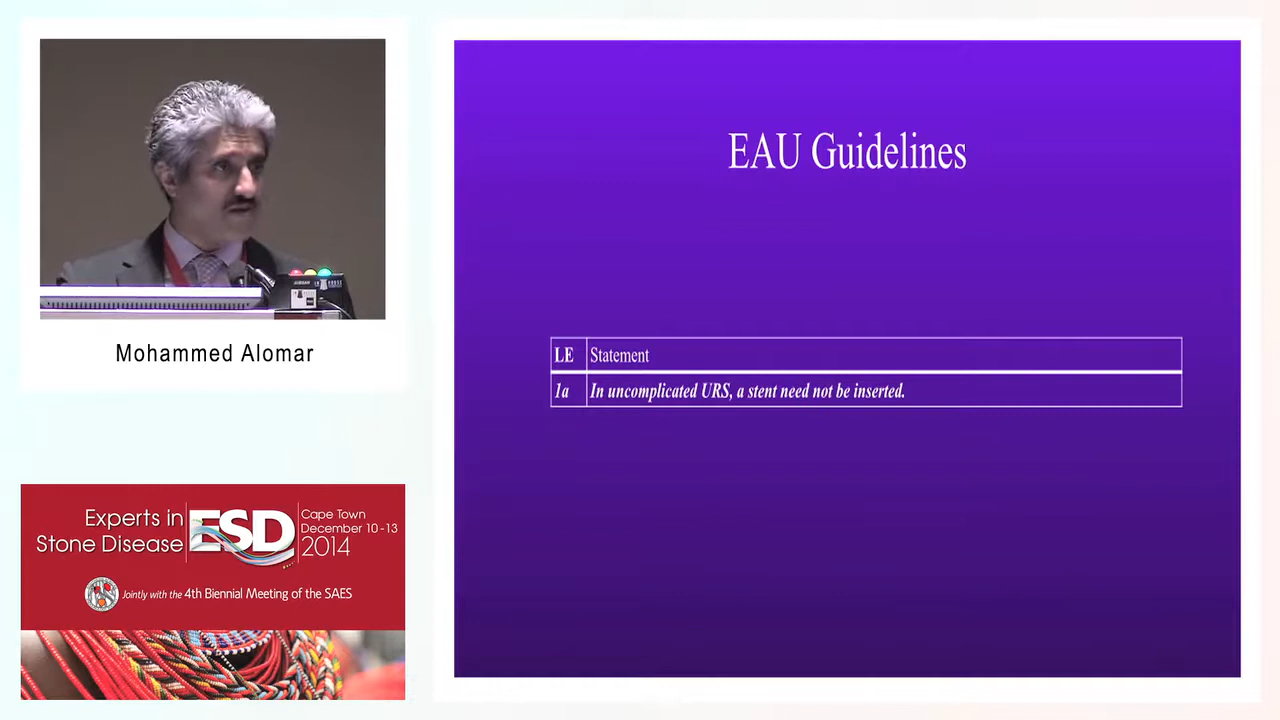 Mohammed Alomar
Experts in
Stone Disease
ESD
Cape Town
December 10-13
2014
Jointly with the 4th Biennial Meeting of the SAES
EAU Guidelines
LE Statement
1a In uncomplicated URS, a stent need not be inserted.